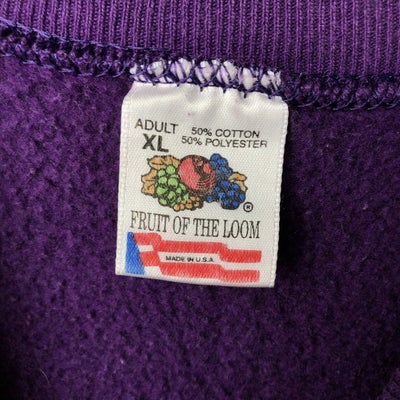 ADULT
XL
50% COTTON
50% POLYESTER
®
FRUIT OF THE LOOM
MADE IN U.S.A.